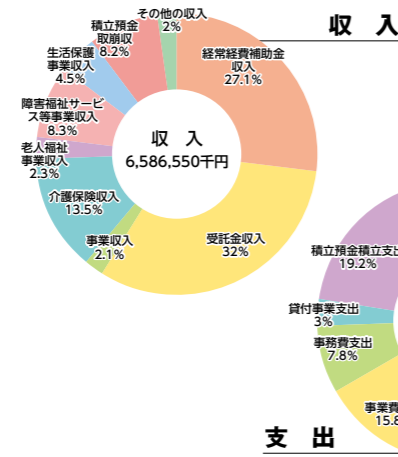 収 入
その他の収入
2%
積立預金
取崩収
8.2%
生活保護
事業収入
4.5%
障害福祉サービ
ス等事業収入
8.3%
老人福祉
事業収入
2.3%
介護保険収入
13.5%
事業収入
2.1%
経常経費補助金
収入
27.1%
受託金収入
32%
収 入
6,586,550千円
積立預金積立支出
19.2%
貸付事業支出
3%
事務費支出
7.8%
事業費
15.8
支 出